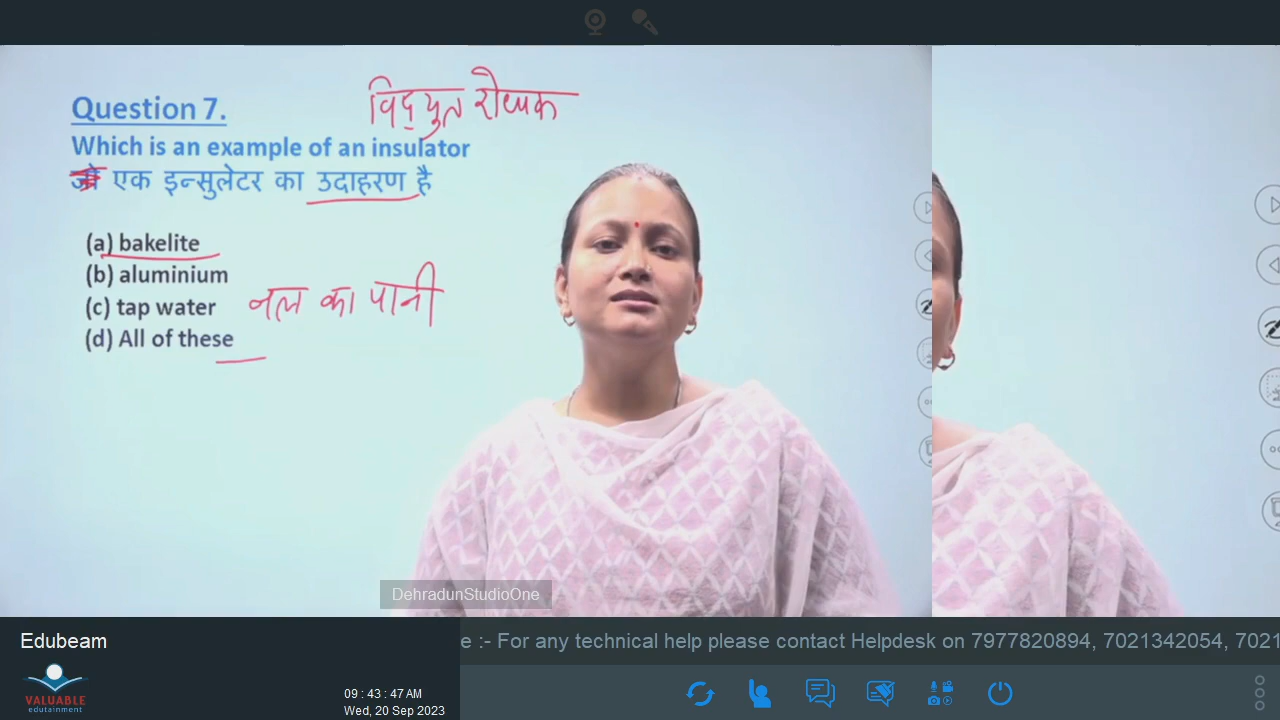 Question 7.
विद्युत रोधक
Which is an example of an insulator
एक इन्सुलेटर का उदाहरण है
(a) bakelite
(b) aluminium
(c) tap water नल का पानी
(d) All of these
DehradunStudioOne
Edubeam
e :- For any technical help please contact Helpdesk on 7977820894, 7021342054, 7021
VALUABLE
edutainment
09 : 43 : 47 AM
Wed, 20 Sep 2023